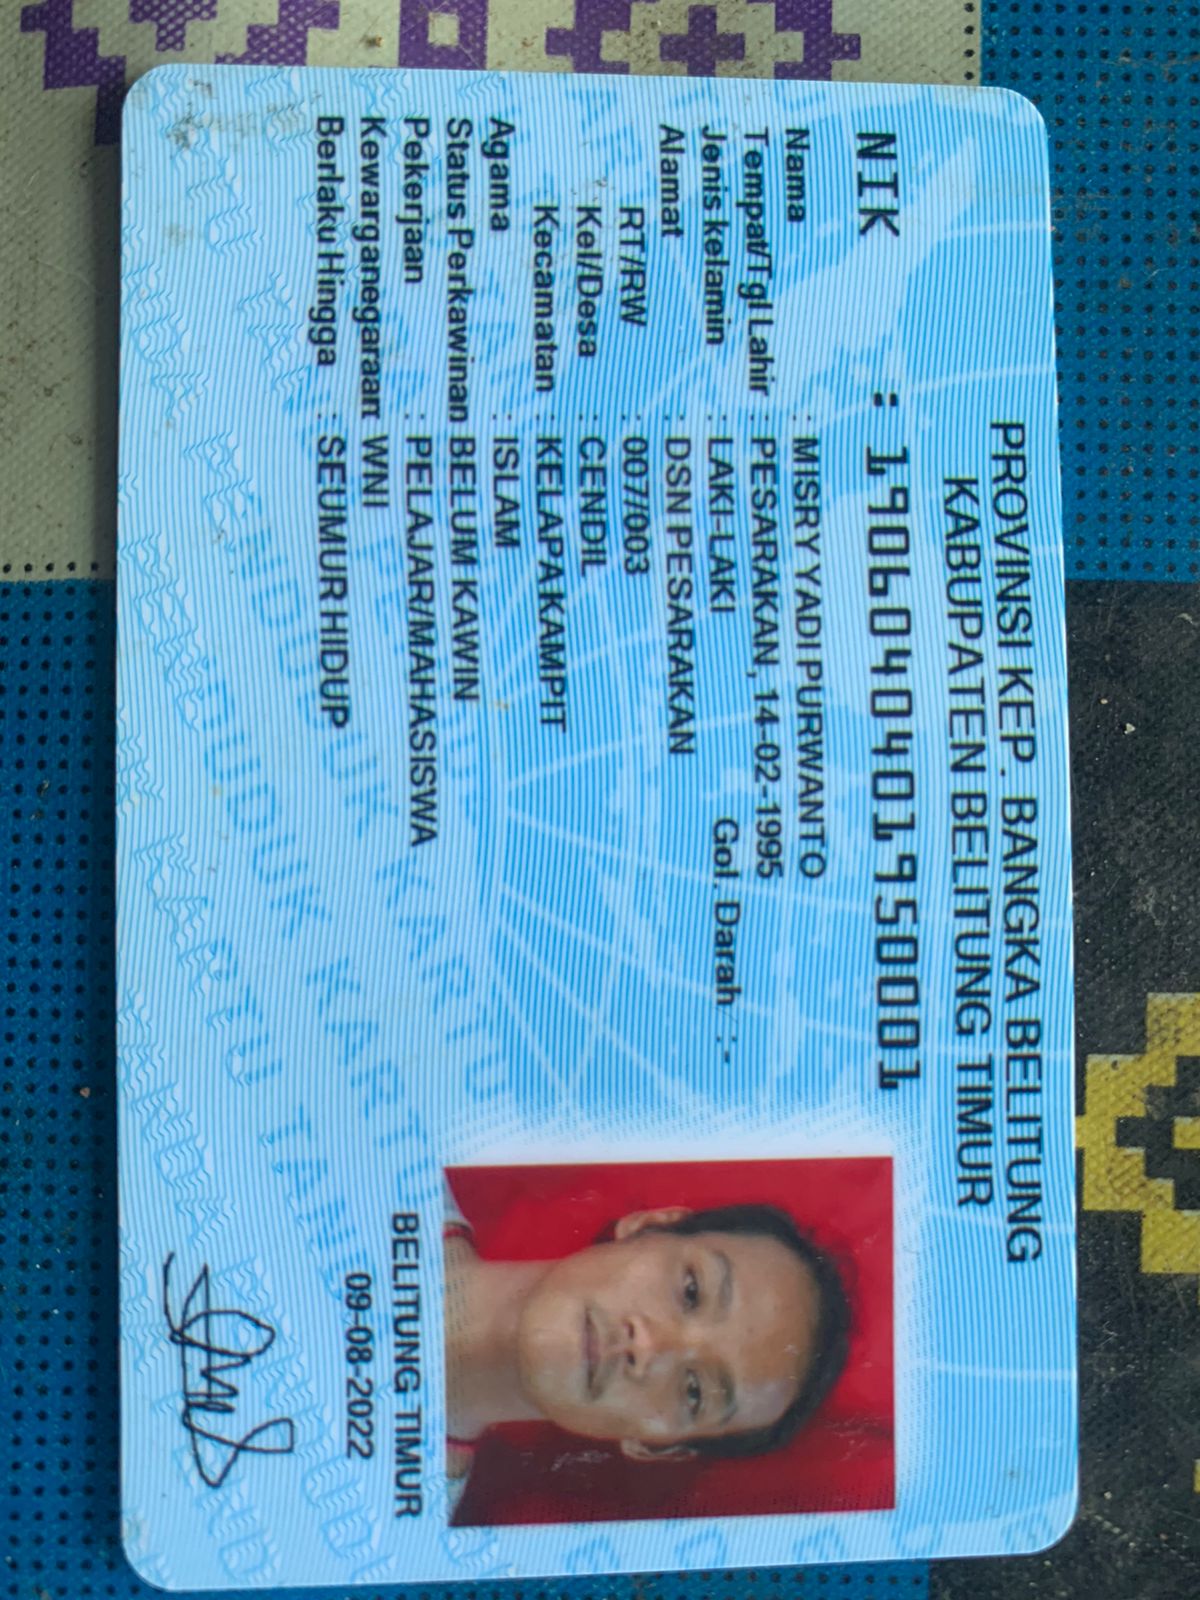 PROVINSI KEP. BANGKA BELITUNG
KABUPATEN BELITUNG TIMUR
NIK : 1906040401950001
Nama : MISRY YADI PURWANTO
Tempat/Tgl Lahir : PESARAKAN, 14-02-1995
Jenis kelamin : LAKI-LAKI Gol. Darah : -
Alamat : DSN PESARAKAN
RT/RW : 007/003
Kel/Desa : CENDIL
Kecamatan : KELAPA KAMPIT
Agama : ISLAM
Status Perkawinan BELUM KAWIN
Pekerjaan : PELAJAR/MAHASISWA
Kewarganegaraan WNI
Berlaku Hingga : SEUMUR HIDUP
BELITUNG TIMUR
09-08-2022